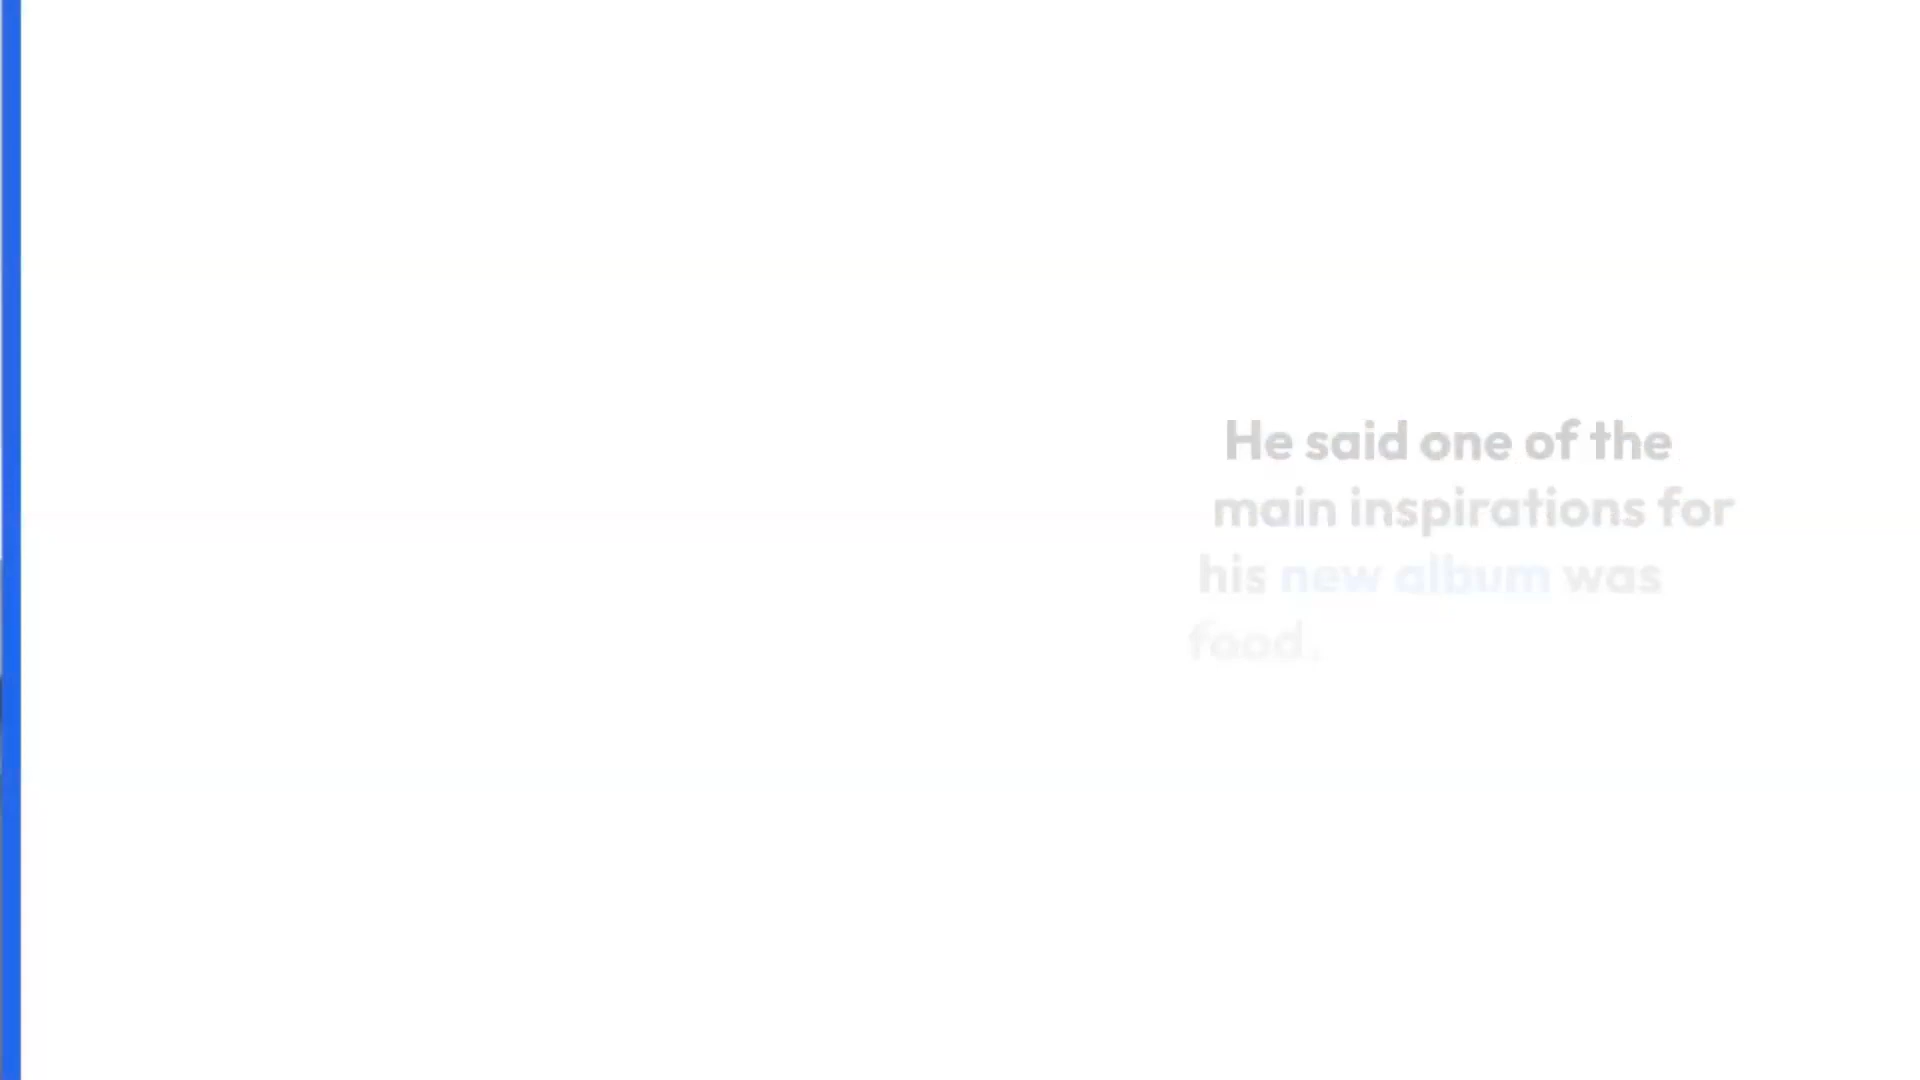 He said one of the
main inspirations for
his new album was
food.